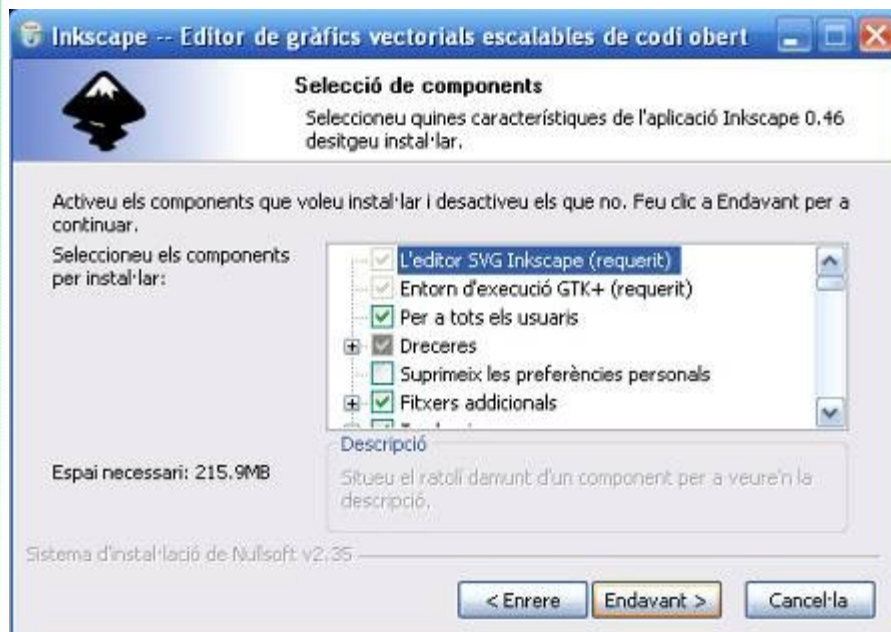 Inkscape -- Editor de gràfics vectorials escalables de codi obert
Selecció de components
Seleccioneu quines característiques de l'aplicació Inkscape 0.46
desitgeu instal·lar.
Activeu els components que voleu instal·lar i desactiveu els que no. Feu clic a Endavant per a
continuar.
Seleccioneu els components
per instal·lar:
L'editor SVG Inkscape (requerit)
Entorn d'execució GTK+ (requerit)
Per a tots els usuaris
Dreceres
Suprimeix les preferències personals
Fitxers addicionals
Espai necessari: 215.9MB
Descripció
Situeu el ratolí damunt d'un component per a veure'n la
descripció.
Sistema d'instal·lació de Nullsoft v2.35
< Enrere
Endavant >
Cancel·la